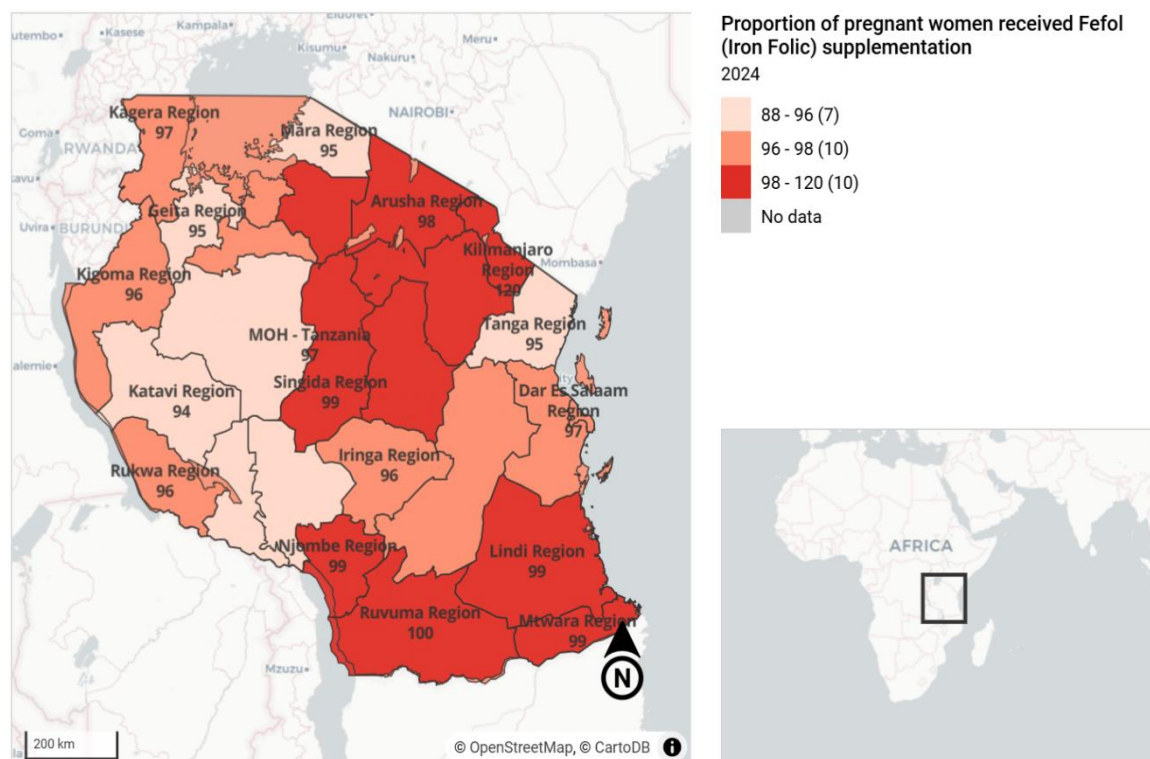 Kampala
Eldoret
utembo
Kasese
Kisumu
Meru
Nakuru
NAIROBI
Goma
RWANDA
kavu
Uvira
BURUNDI
Mombasa
alemie
city
Mzuzu
Kagera Region
97
Mara Region
95
Geita Region
95
Arusha Region
98
Kilimanjaro
Region
120
Kigoma Region
96
Tanga Region
95
MOH - Tanzania
97
Singida Region
99
Katavi Region
94
Dar Es Salaam
Region
97
Rukwa Region
96
Iringa Region
96
Njombe Region
99
Lindi Region
99
Ruvuma Region
100
Mtwara Region
99
N
200 km
© OpenStreetMap, © CartoDB
i
Proportion of pregnant women received Fefol
(Iron Folic) supplementation
2024
88 - 96 (7)
96 - 98 (10)
98 - 120 (10)
No data
AFRICA